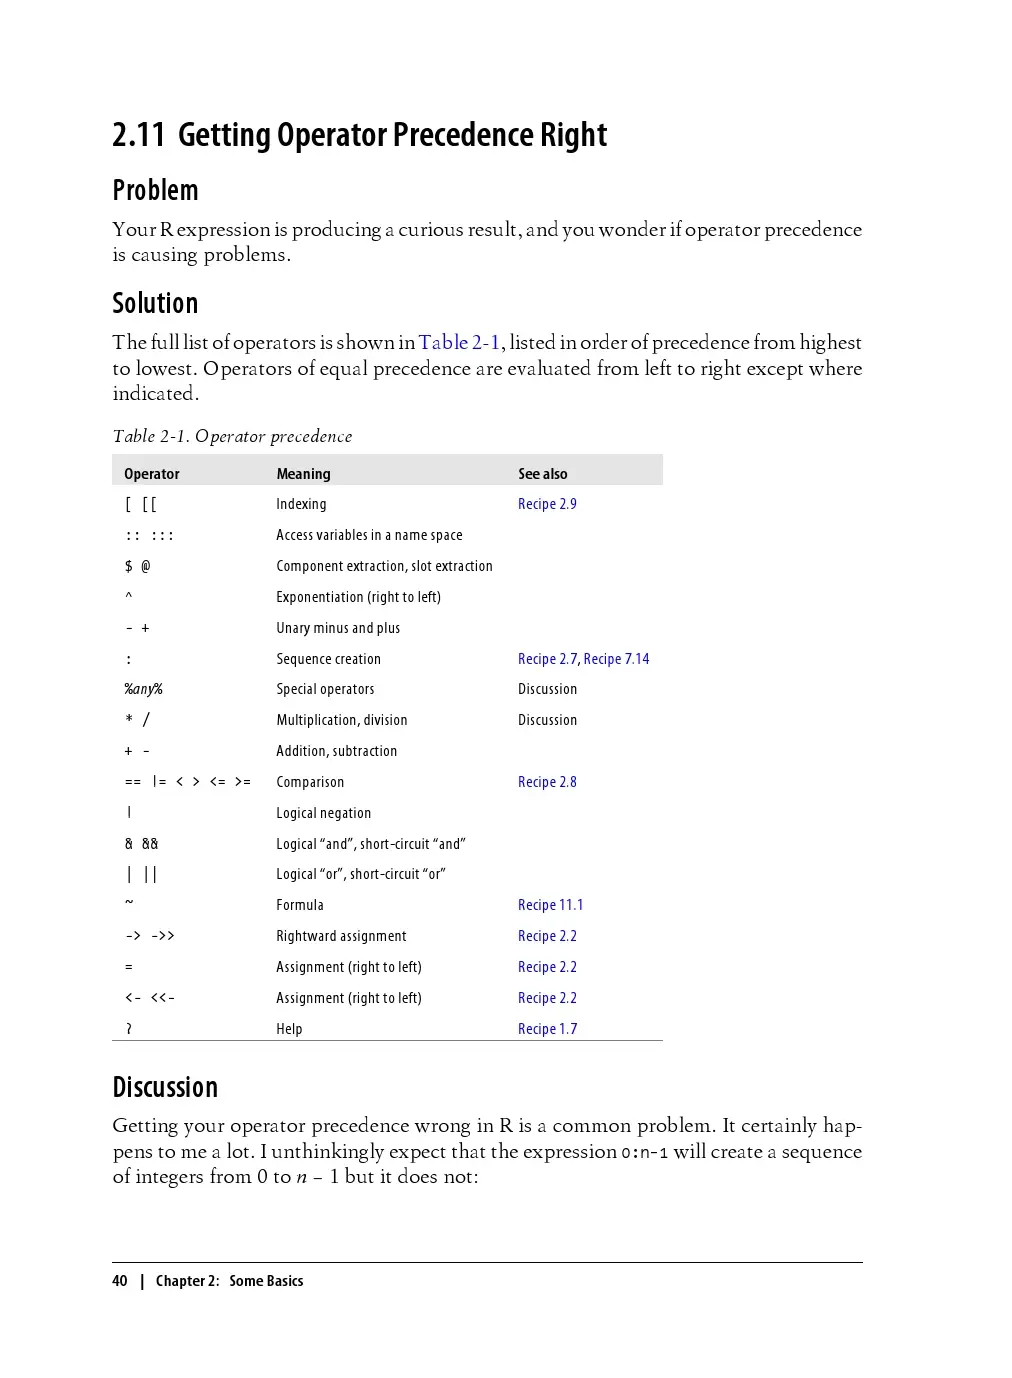 2.11 Getting Operator Precedence Right
Problem
Your R expression is producing a curious result, and you wonder if operator precedence
is causing problems.
Solution
The full list of operators is shown in Table 2-1, listed in order of precedence from highest
to lowest. Operators of equal precedence are evaluated from left to right except where
indicated.
Table 2-1. Operator precedence
Operator Meaning See also
[ [[ Indexing Recipe 2.9
:: ::: Access variables in a name space
$ @ Component extraction, slot extraction
^ Exponentiation (right to left)
- + Unary minus and plus
: Sequence creation Recipe 2.7, Recipe 7.14
%any% Special operators Discussion
* / Multiplication, division Discussion
+ - Addition, subtraction
== != < > <= >= Comparison Recipe 2.8
! Logical negation
& && Logical “and”, short-circuit “and”
| || Logical “or”, short-circuit “or”
~ Formula Recipe 11.1
-> ->> Rightward assignment Recipe 2.2
= Assignment (right to left) Recipe 2.2
<- <<- Assignment (right to left) Recipe 2.2
? Help Recipe 1.7
Discussion
Getting your operator precedence wrong in R is a common problem. It certainly hap-
pens to me a lot. I unthinkingly expect that the expression 0:n-1 will create a sequence
of integers from 0 to n − 1 but it does not:
40 | Chapter 2: Some Basics